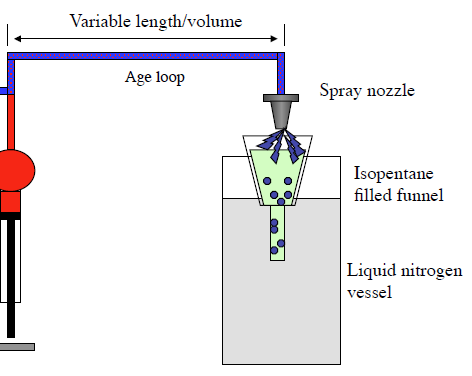 Variable length/volume
Age loop
Spray nozzle
Isopentane
filled funnel
Liquid nitrogen
vessel